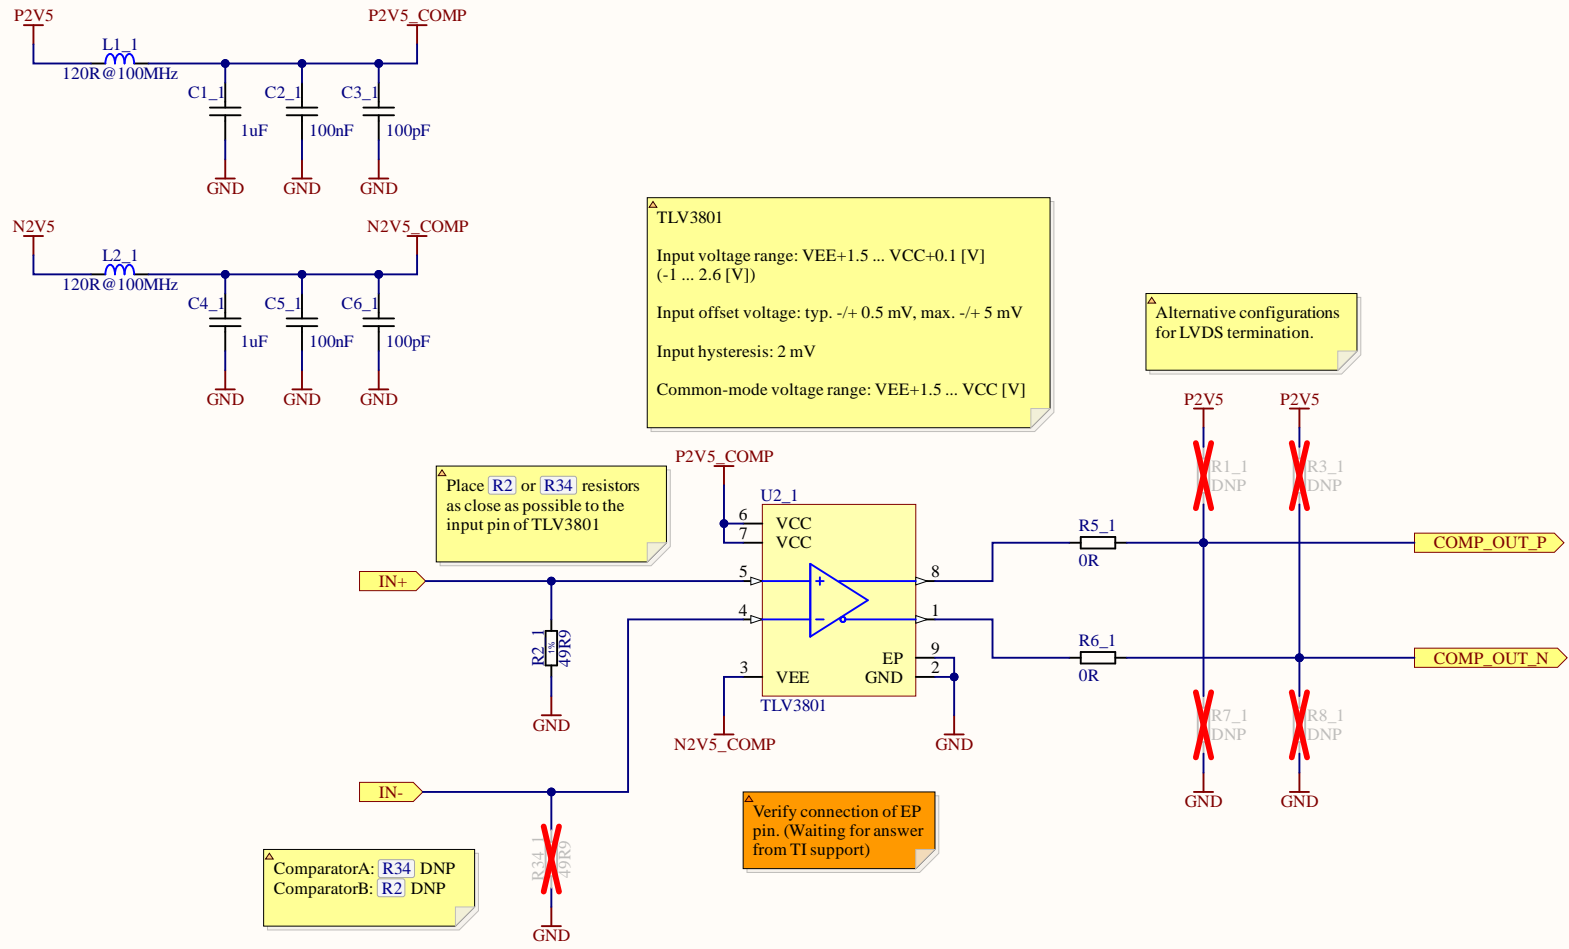 P2V5
P2V5_COMP
L1_1
120R@100MHz
C1_1
C2_1
C3_1
1uF
100nF
100pF
GND
GND
GND
N2V5
N2V5_COMP
L2_1
120R@100MHz
C4_1
C5_1
C6_1
1uF
100nF
100pF
GND
GND
GND
TLV3801
Input voltage range: VEE+1.5 ... VCC+0.1 [V]
(-1 ... 2.6 [V])
Input offset voltage: typ. -/+ 0.5 mV, max. -/+ 5 mV
Input hysteresis: 2 mV
Common-mode voltage range: VEE+1.5 ... VCC [V]
Alternative configurations
for LVDS termination.
P2V5
P2V5
R1_1
DNP
R3_1
DNP
Place R2 or R34 resistors
as close as possible to the
input pin of TLV3801
P2V5_COMP
U2_1
6
VCC
7
VCC
5
+
8
4
-
1
9
EP
3
VEE
2
GND
TLV3801
N2V5_COMP
GND
R5_1
0R
COMP_OUT_P
R6_1
0R
COMP_OUT_N
R7_1
DNP
R8_1
DNP
GND
GND
IN+
R2_1
1%
49R9
GND
IN-
R34_1
49R9
GND
Verify connection of EP
pin. (Waiting for answer
from TI support)
ComparatorA: R34 DNP
ComparatorB: R2 DNP